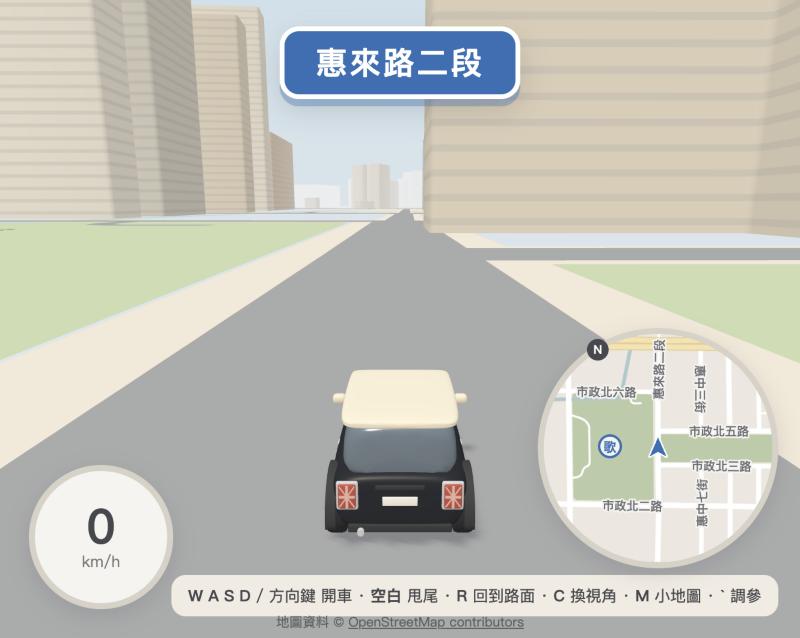 惠來路二段
N
惠來路二段
惠中三街
市政北六路
市政北五路
歌
市政北三路
惠中七街
市政北二路
0
km/h
W A S D / 方向鍵 開車 · 空白 甩尾 · R 回到路面 · C 換視角 · M 小地圖 · ` 調參
地圖資料 © OpenStreetMap contributors